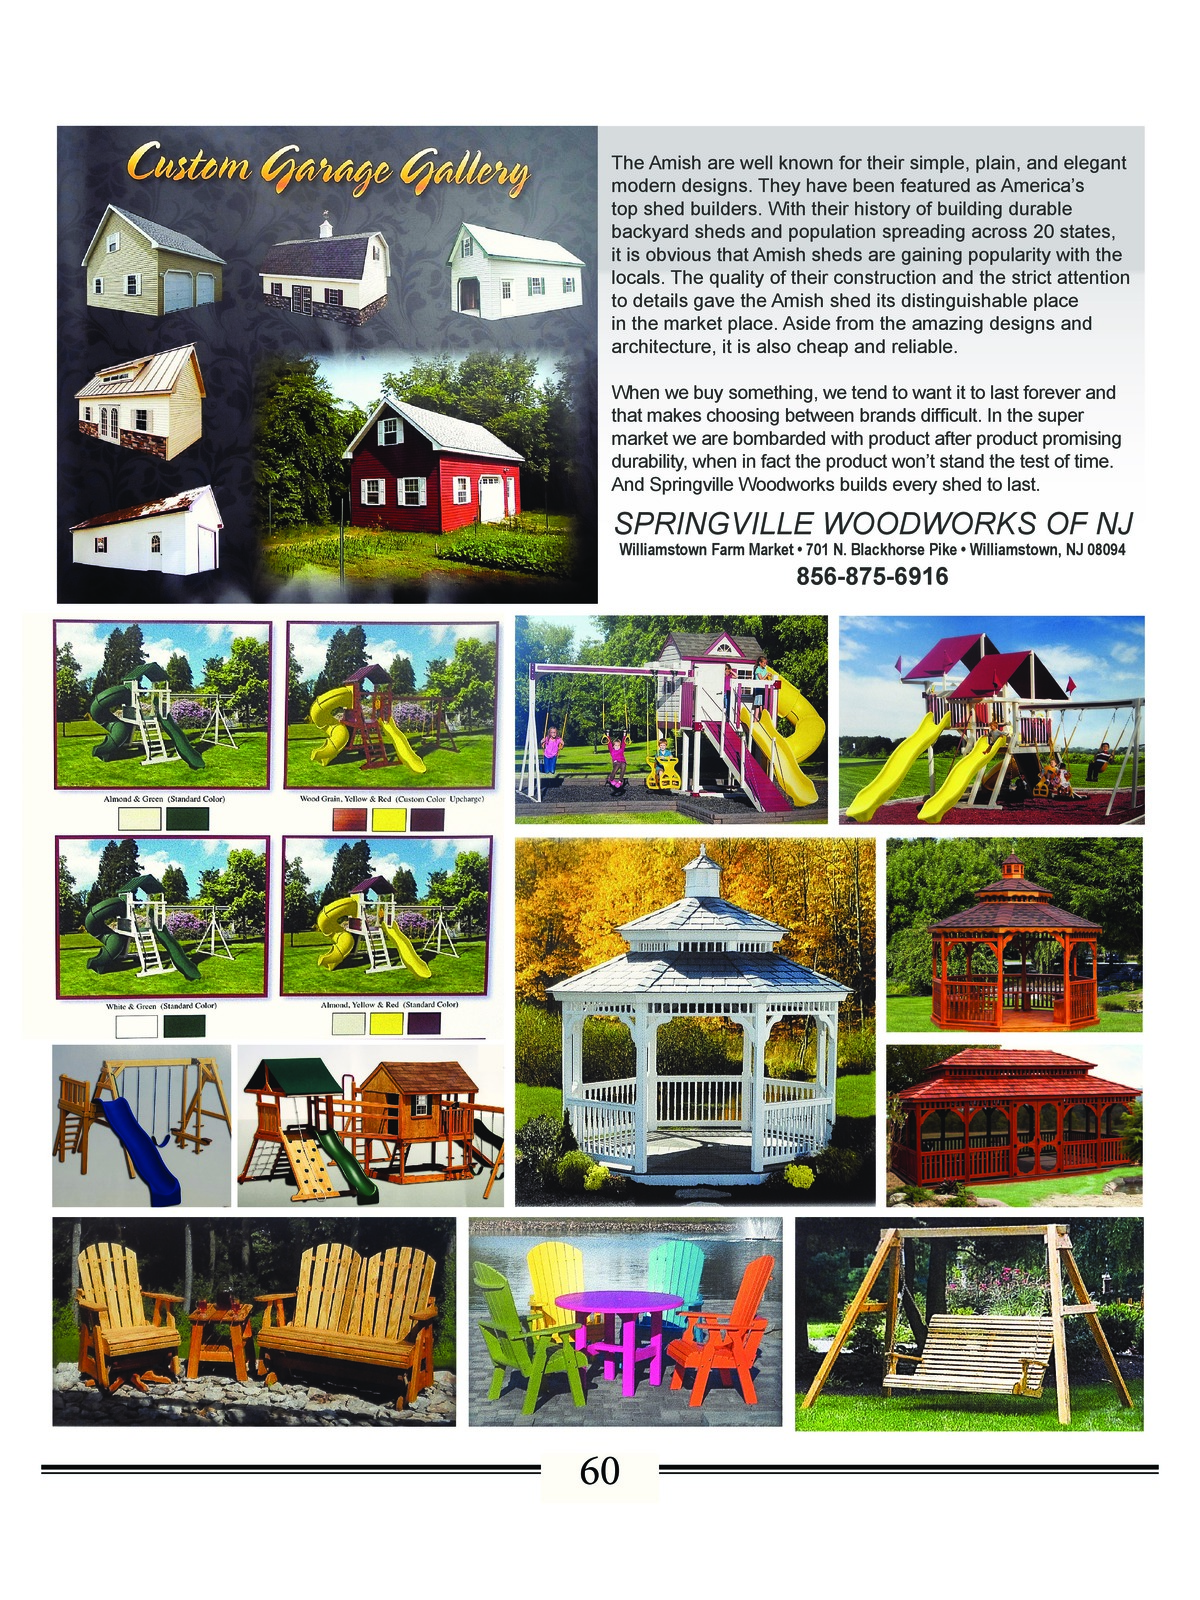 Custom Garage Gallery
The Amish are well known for their simple, plain, and elegant
modern designs. They have been featured as America's
top shed builders. With their history of building durable
backyard sheds and population spreading across 20 states,
it is obvious that Amish sheds are gaining popularity with the
locals. The quality of their construction and the strict attention
to details gave the Amish shed its distinguishable place
in the market place. Aside from the amazing designs and
architecture, it is also cheap and reliable.
When we buy something, we tend to want it to last forever and
that makes choosing between brands difficult. In the super
market we are bombarded with product after product promising
durability, when in fact the product won't stand the test of time.
And Springville Woodworks builds every shed to last.
SPRINGVILLE WOODWORKS OF NJ
Williamstown Farm Market • 701 N. Blackhorse Pike • Williamstown, NJ 08094
856-875-6916
Almond & Green (Standard Color)
Wood Grain, Yellow & Red (Custom Color Upcharge)
White & Green (Standard Color)
Almond, Yellow & Red (Standard Color)
60